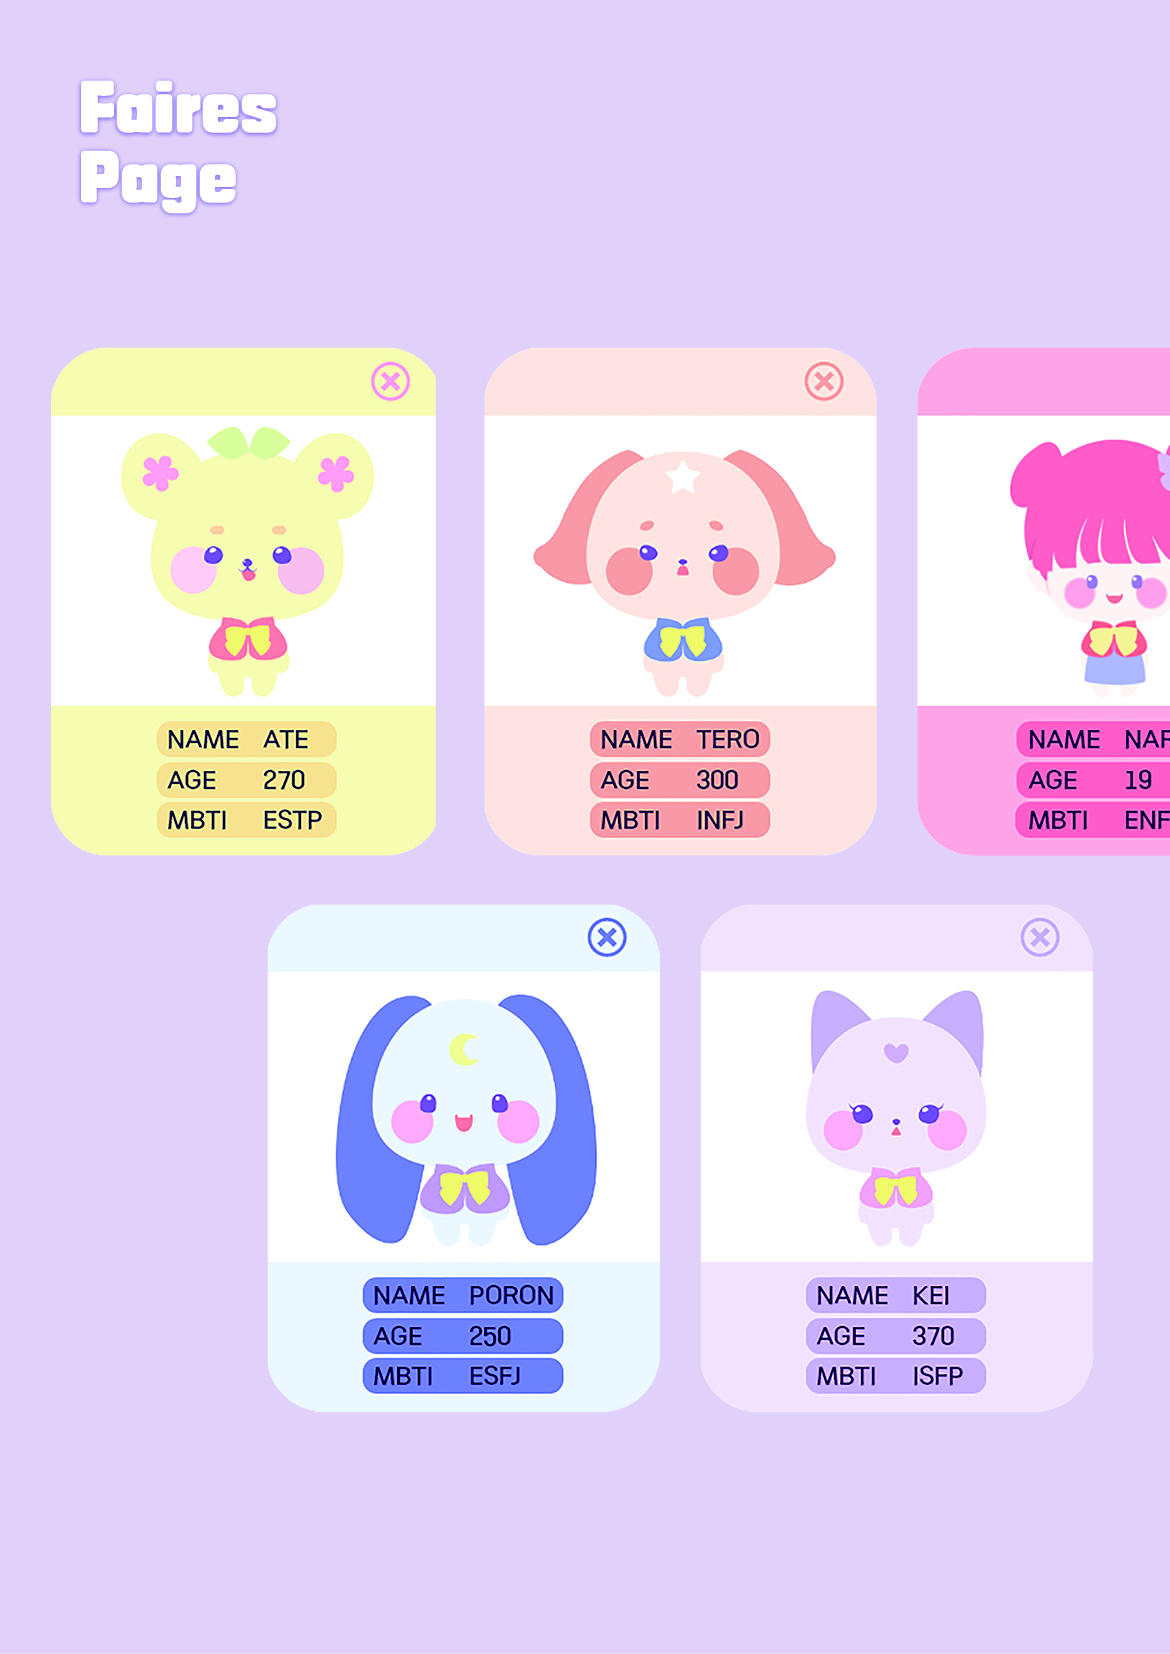 Faires
Page
NAME ATE
AGE 270
MBTI ESTP
NAME TERO
AGE 300
MBTI INFJ
NAME
AGE 19
MBTI
NAME PORON
AGE 250
MBTI ESFJ
NAME KEI
AGE 370
MBTI ISFP